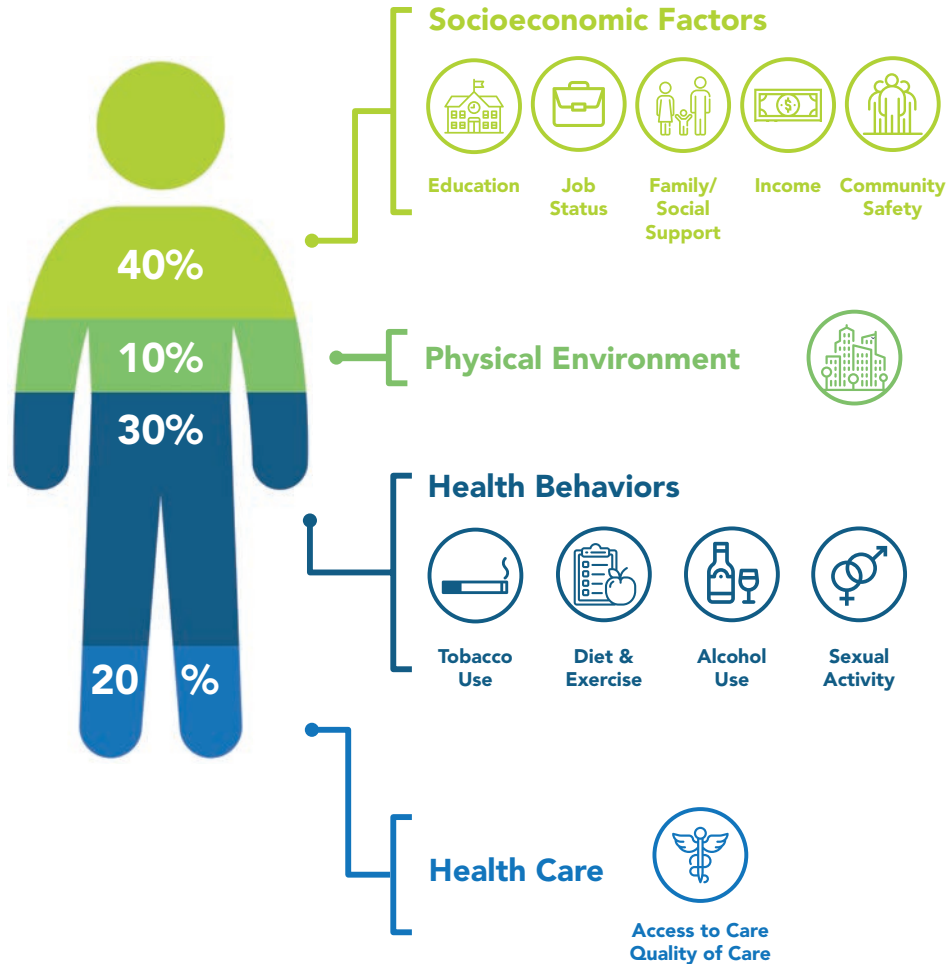 Socioeconomic Factors
Education
Job
Status
Family/
Social
Support
Income
Community
Safety
40%
10%
Physical Environment
30%
Health Behaviors
Tobacco
Use
Diet &
Exercise
Alcohol
Use
Sexual
Activity
20 %
Health Care
Access to Care
Quality of Care